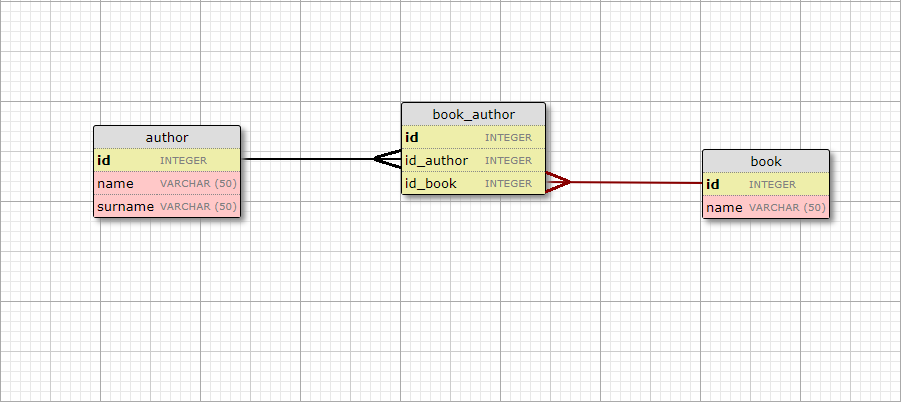 author
id INTEGER
name VARCHAR (50)
surname VARCHAR (50)
book_author
id INTEGER
id_author INTEGER
id_book INTEGER
book
id INTEGER
name VARCHAR (50)